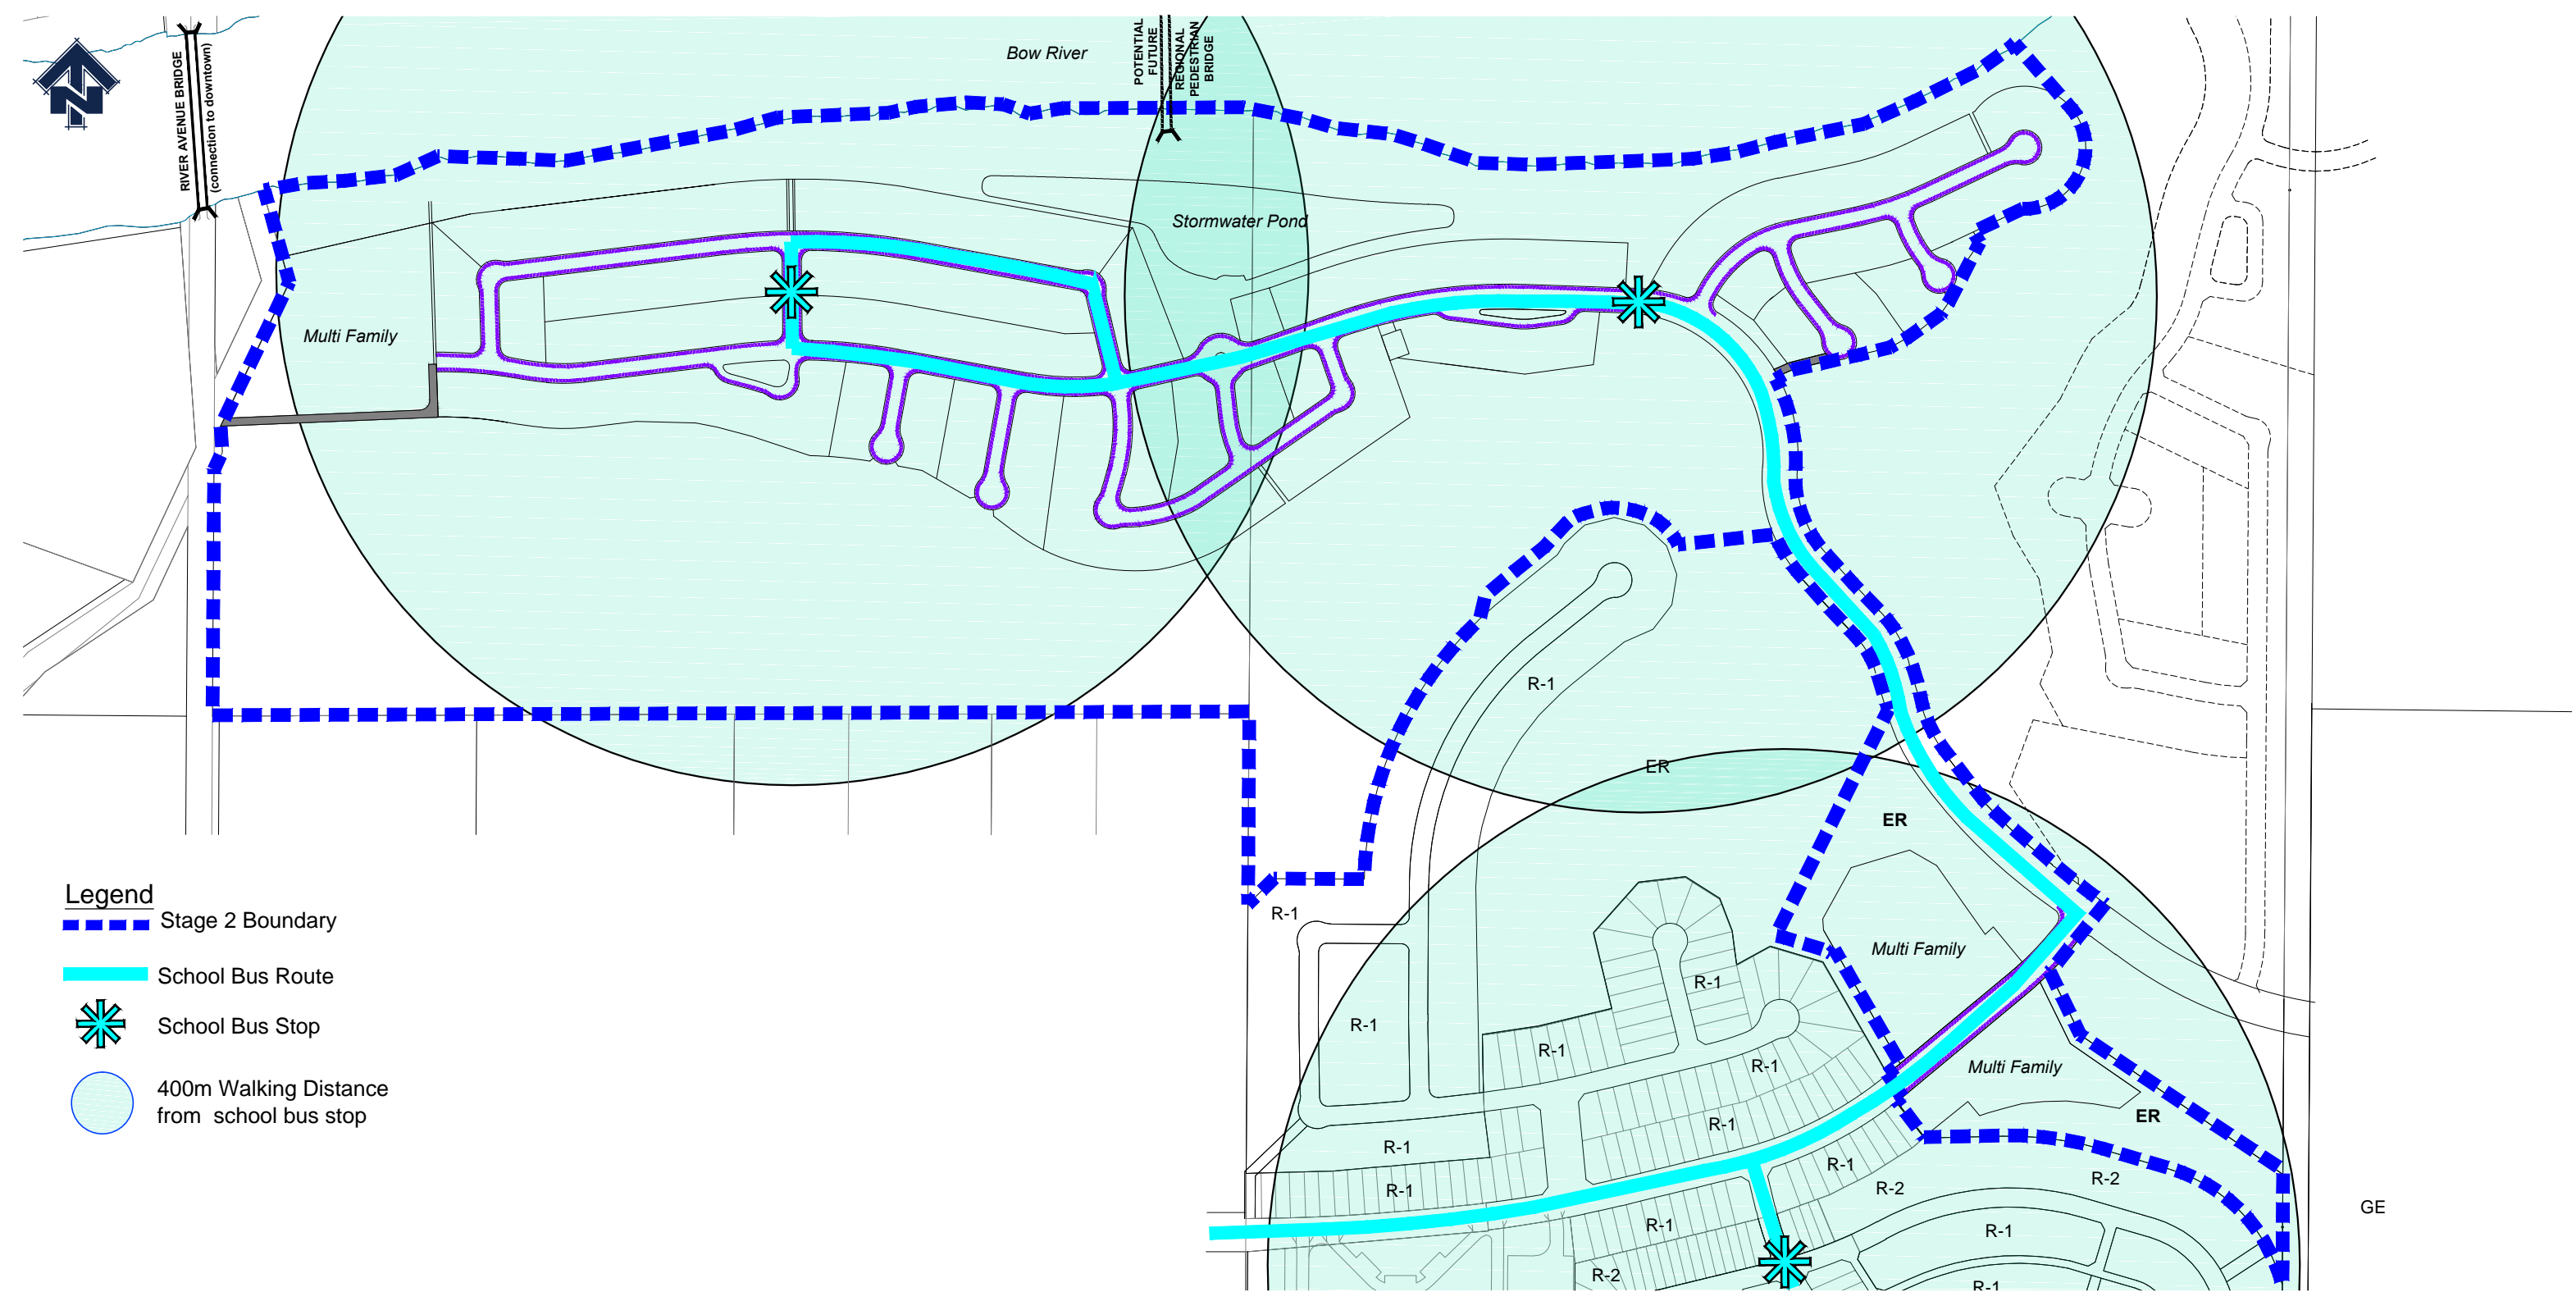 RIVER AVENUE BRIDGE
(connection to downtown)
Bow River
POTENTIAL
FUTURE
REGIONAL
PEDESTRIAN
BRIDGE
Stormwater Pond
Multi Family
R-1
ER
ER
Legend
Stage 2 Boundary
School Bus Route
School Bus Stop
400m Walking Distance
from school bus stop
R-1
Multi Family
R-1
R-1
R-1
R-1
Multi Family
R-1
ER
R-1
R-1
R-2
R-2
R-1
R-1
R-1
GE
R-2
R-1
N